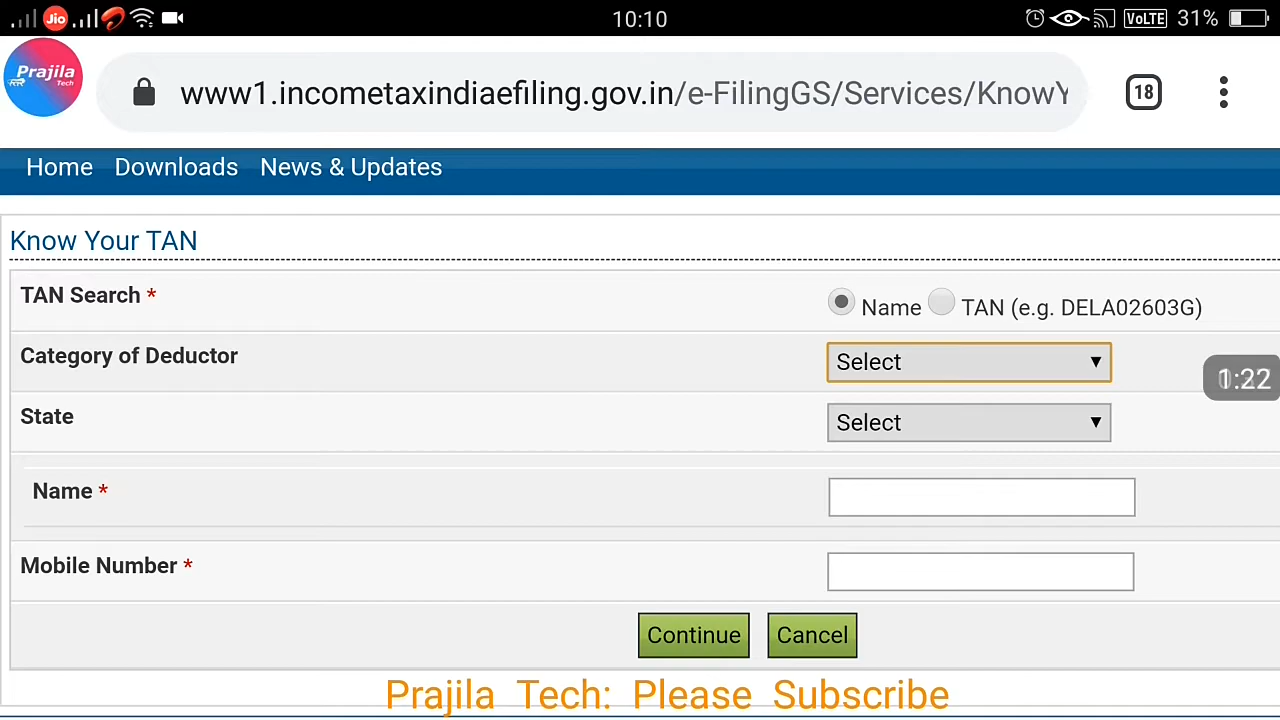 Jio
10:10
VoLTE 31%
Prajila
Tech
www1.incometaxindiaefiling.gov.in/e-FilingGS/Services/KnowY
18
Home Downloads News & Updates
Know Your TAN
TAN Search *
Name TAN (e.g. DELA02603G)
Category of Deductor
Select
1:22
State
Select
Name *
Mobile Number *
Continue Cancel
Prajila Tech: Please Subscribe